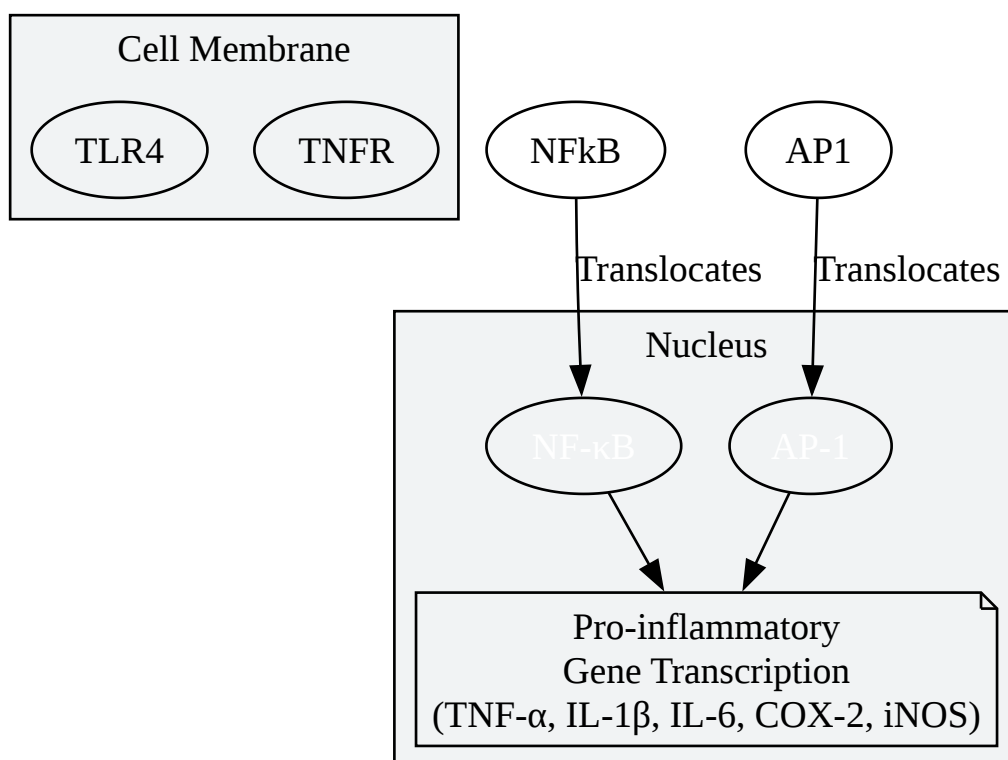 Cell Membrane
TLR4
TNFR
NFkB
AP1
Translocates
Translocates
Nucleus
NF-κB
AP-1
Pro-inflammatory
Gene Transcription
(TNF-α, IL-1β, IL-6, COX-2, iNOS)